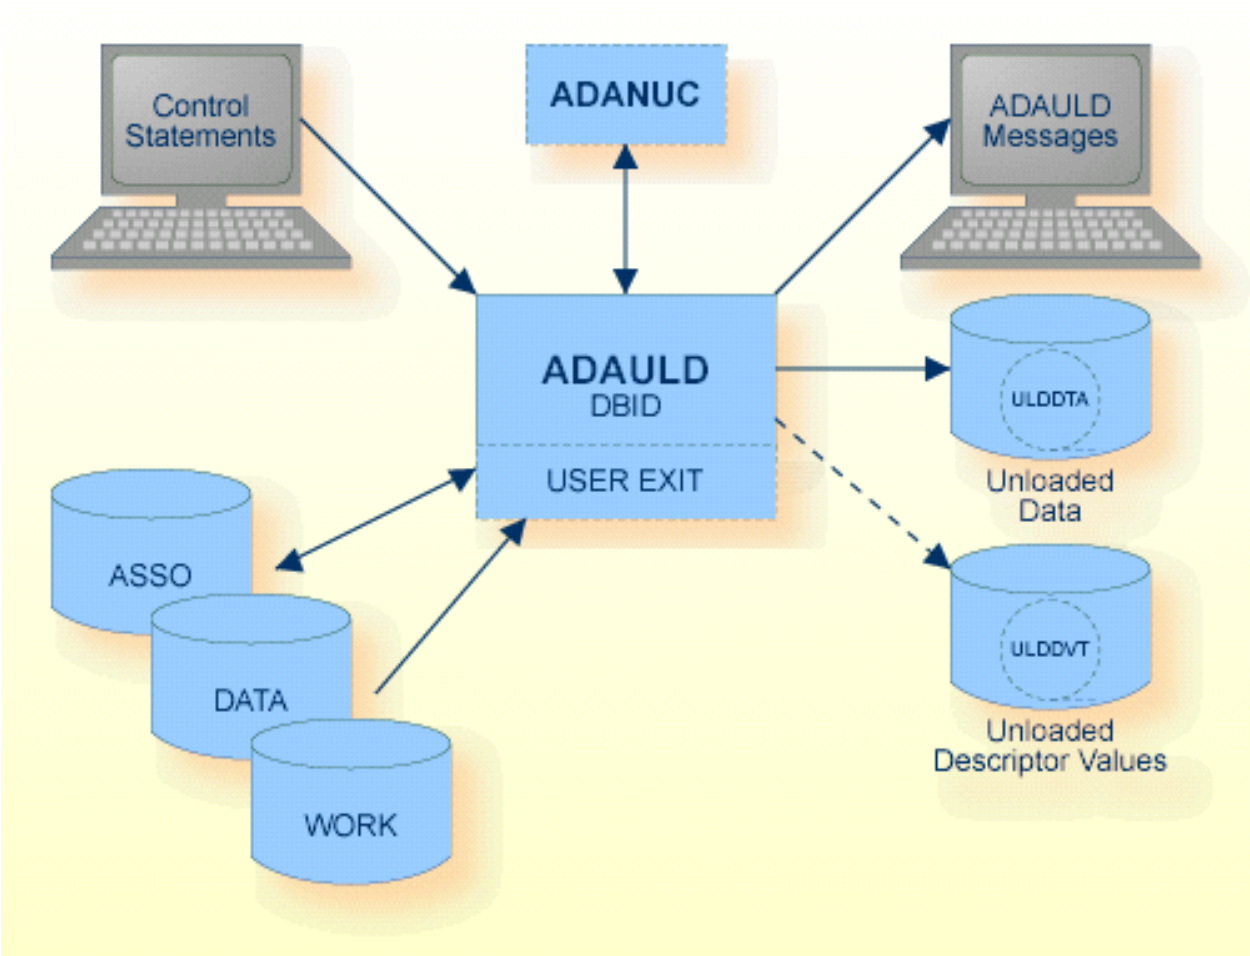 Control
Statements
ADANUC
ADAULD
Messages
ADAULD
DBID
USER EXIT
ULDDTA
Unloaded
Data
ASSO
DATA
WORK
ULDDVT
Unloaded
Descriptor Values